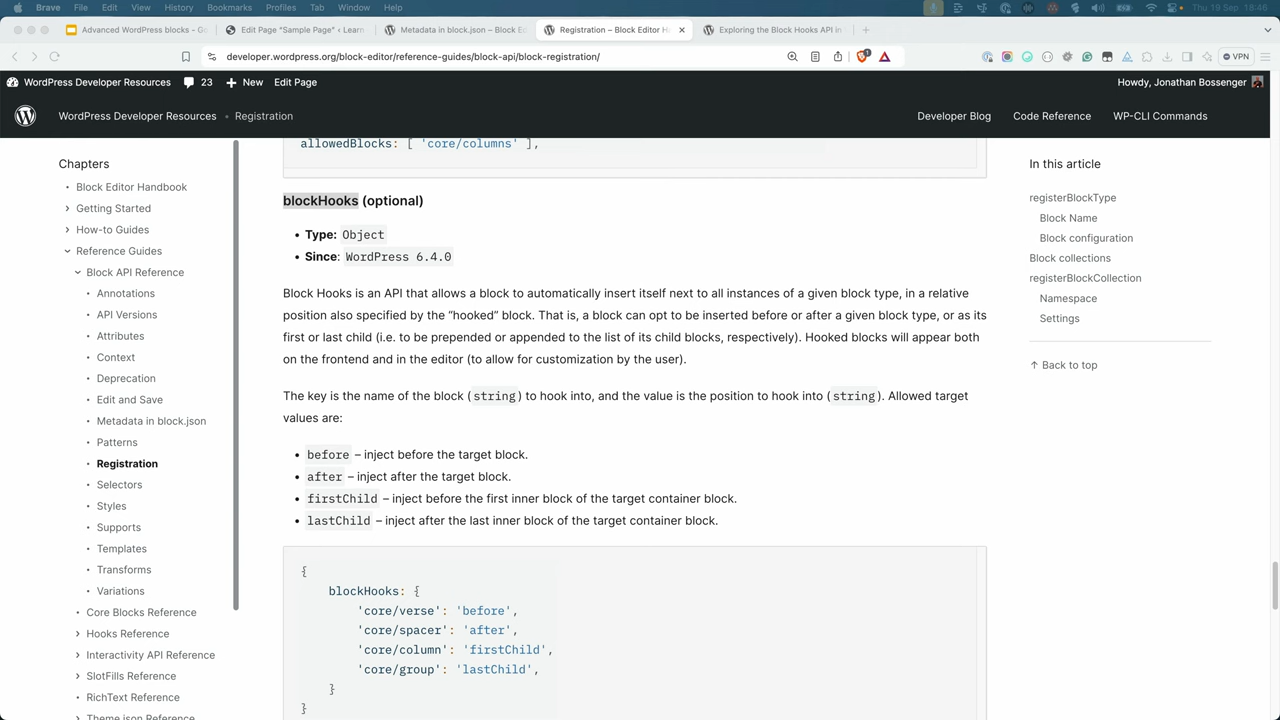 Brave File Edit View History Bookmarks Profiles Tab Window Help
Thu 19 Sep 18:46
Advanced WordPress blocks - Go
Edit Page "Sample Page" ‹ Learn
Metadata in block.json – Block Ed
Registration – Block Editor H
Exploring the Block Hooks API in
developer.wordpress.org/block-editor/reference-guides/block-api/block-registration/
1
VPN
WordPress Developer Resources 23 New Edit Page
Howdy, Jonathan Bossenger
WordPress Developer Resources • Registration
Developer Blog Code Reference WP-CLI Commands
Chapters
Block Editor Handbook
Getting Started
How-to Guides
Reference Guides
Block API Reference
Annotations
API Versions
Attributes
Context
Deprecation
Edit and Save
Metadata in block.json
Patterns
Registration
Selectors
Styles
Supports
Templates
Transforms
Variations
Core Blocks Reference
Hooks Reference
Interactivity API Reference
SlotFills Reference
RichText Reference
Theme.json Reference
allowedBlocks: [ 'core/columns' ],
blockHooks (optional)
• Type: Object
• Since: WordPress 6.4.0
Block Hooks is an API that allows a block to automatically insert itself next to all instances of a given block type, in a relative
position also specified by the “hooked” block. That is, a block can opt to be inserted before or after a given block type, or as its
first or last child (i.e. to be prepended or appended to the list of its child blocks, respectively). Hooked blocks will appear both
on the frontend and in the editor (to allow for customization by the user).
The key is the name of the block (string) to hook into, and the value is the position to hook into (string). Allowed target
values are:
• before – inject before the target block.
• after – inject after the target block.
• firstChild – inject before the first inner block of the target container block.
• lastChild – inject after the last inner block of the target container block.
{
blockHooks: {
'core/verse': 'before',
'core/spacer': 'after',
'core/column': 'firstChild',
'core/group': 'lastChild',
}
}
In this article
registerBlockType
Block Name
Block configuration
Block collections
registerBlockCollection
Namespace
Settings
↑ Back to top